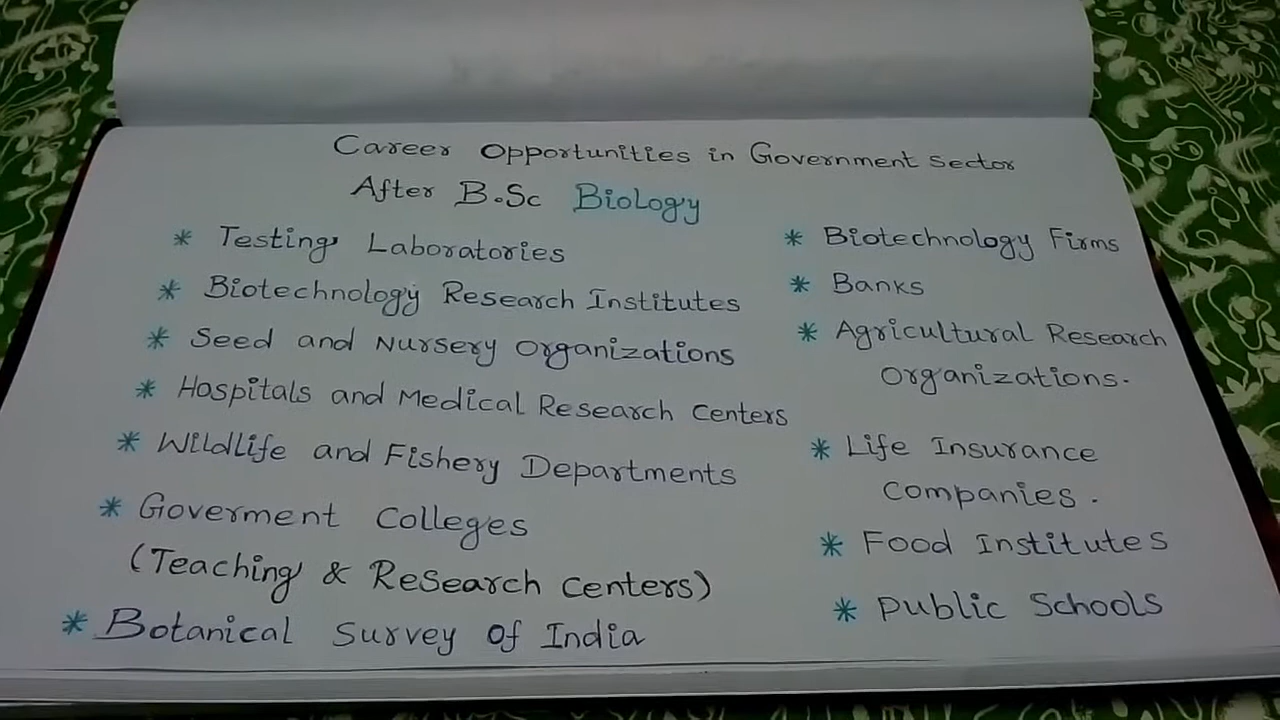 Career Opportunities in Government Sector
After B.Sc Biology
* Testing Laboratories
* Biotechnology Research Institutes
* Seed and Nursery Organizations
* Hospitals and Medical Research Centers
* Wildlife and Fishery Departments
* Goverment Colleges
(Teaching & Research Centers)
* Botanical Survey of India
* Biotechnology Firms
* Banks
* Agricultural Research
Organizations.
* Life Insurance
Companies.
* Food Institutes
* Public Schools